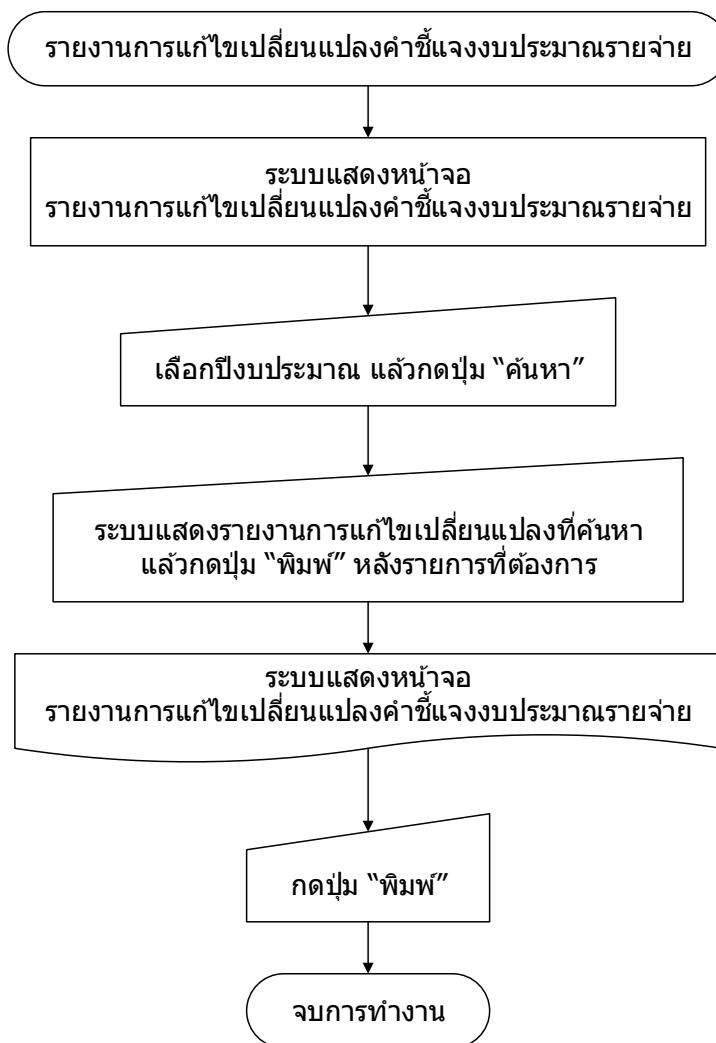 รายงานการแก้ไขเปลี่ยนแปลงคำชี้แจงงบประมาณรายจ่าย
ระบบแสดงหน้าจอ
รายงานการแก้ไขเปลี่ยนแปลงคำชี้แจงงบประมาณรายจ่าย
เลือกปีงบประมาณ แล้วกดปุ่ม “ค้นหา”
ระบบแสดงรายงานการแก้ไขเปลี่ยนแปลงที่ค้นหา
แล้วกดปุ่ม “พิมพ์” หลังรายการที่ต้องการ
ระบบแสดงหน้าจอ
รายงานการแก้ไขเปลี่ยนแปลงคำชี้แจงงบประมาณรายจ่าย
กดปุ่ม “พิมพ์”
จบการทำงาน